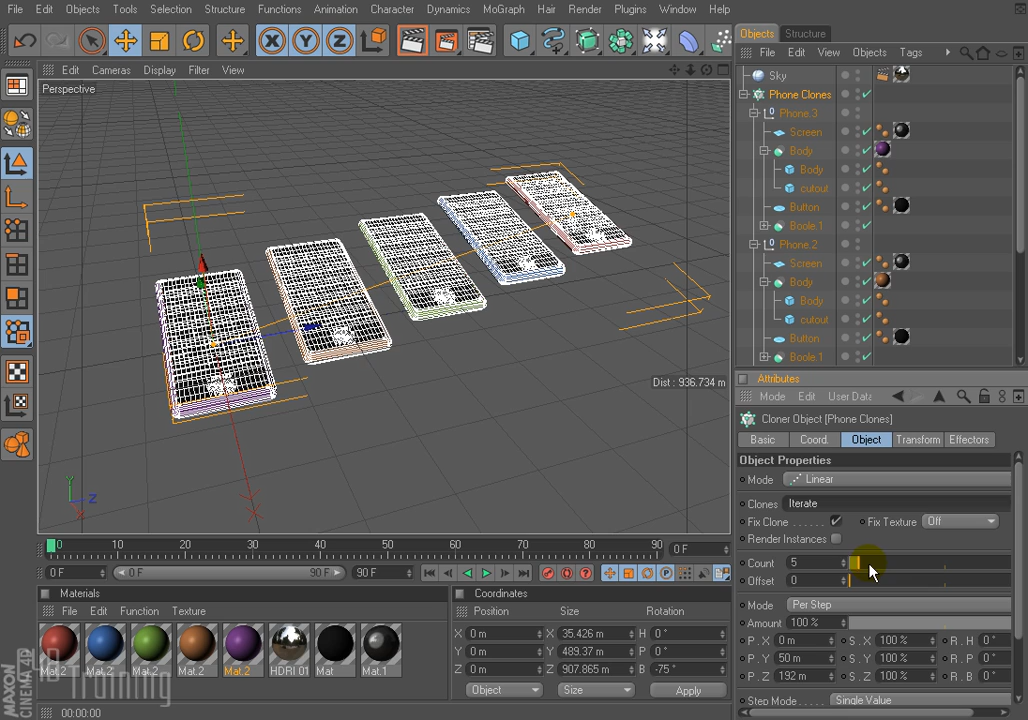 File Edit Objects Tools Selection Structure Functions Animation Character Dynamics MoGraph Hair Render Plugins Window Help
Objects Structure
File Edit View Objects Tags
Edit Cameras Display Filter View
Perspective
Sky
Phone Clones
Phone 3
Screen
Body
Body
cutout
Button
Boole.1
Phone 2
Screen
Body
Body
cutout
Button
Boole.1
Dist : 936.734 m
Y
Z
X
Attributes
Mode Edit User Data
Cloner Object [Phone Clones]
Basic Coord. Object Transform Effectors
Object Properties
Mode Linear
Clones Iterate
Fix Clone . . . . . . Fix Texture Off
Render Instances
Count 5
Offset 0
Mode Per Step
Amount 100 %
P . X 0 m S . X 100 % R . H 0 °
P . Y 50 m S . Y 100 % R . P 0 °
P . Z 192 m S . Z 100 % R . B 0 °
Step Mode Single Value
0 10 20 30 40 50 60 70 80 90 0 F
0 F 0 F 90 F 90 F
Materials
File Edit Function Texture
Mat.2 Mat.2 Mat.2 Mat.2 Mat.2 HDRI 01 Mat Mat.1
Coordinates
Position Size Rotation
X 0 m X 35.426 m H 0 °
Y 0 m Y 489.37 m P 0 °
Z 0 m Z 907.865 m B -75 °
Object Size Apply
MAXON
CINEMA 4D
Training
00:00:00